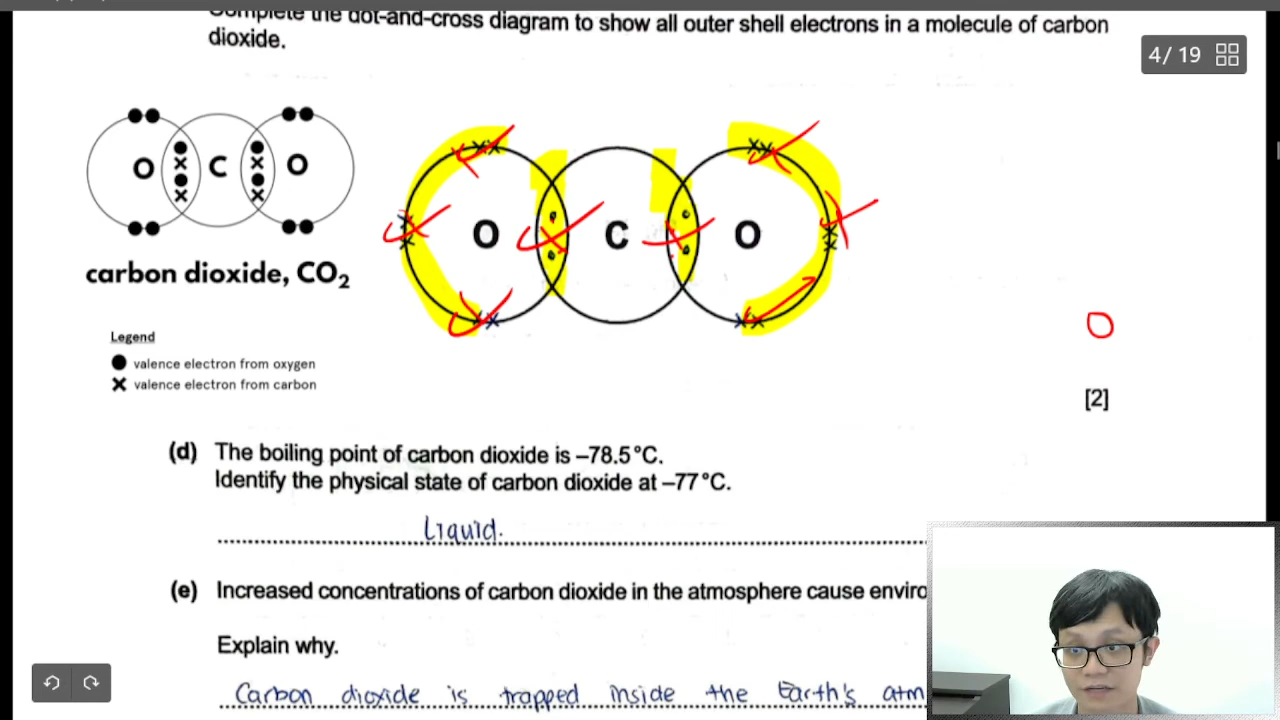 Complete the dot-and-cross diagram to show all outer shell electrons in a molecule of carbon
dioxide.
4 / 19
O C O
carbon dioxide, CO₂
O C O
Legend
valence electron from oxygen
valence electron from carbon
O
[2]
(d) The boiling point of carbon dioxide is –78.5°C.
Identify the physical state of carbon dioxide at –77°C.
Liquid.
(e) Increased concentrations of carbon dioxide in the atmosphere cause enviro
Explain why.
Carbon dioxide is trapped inside the Earth's atm